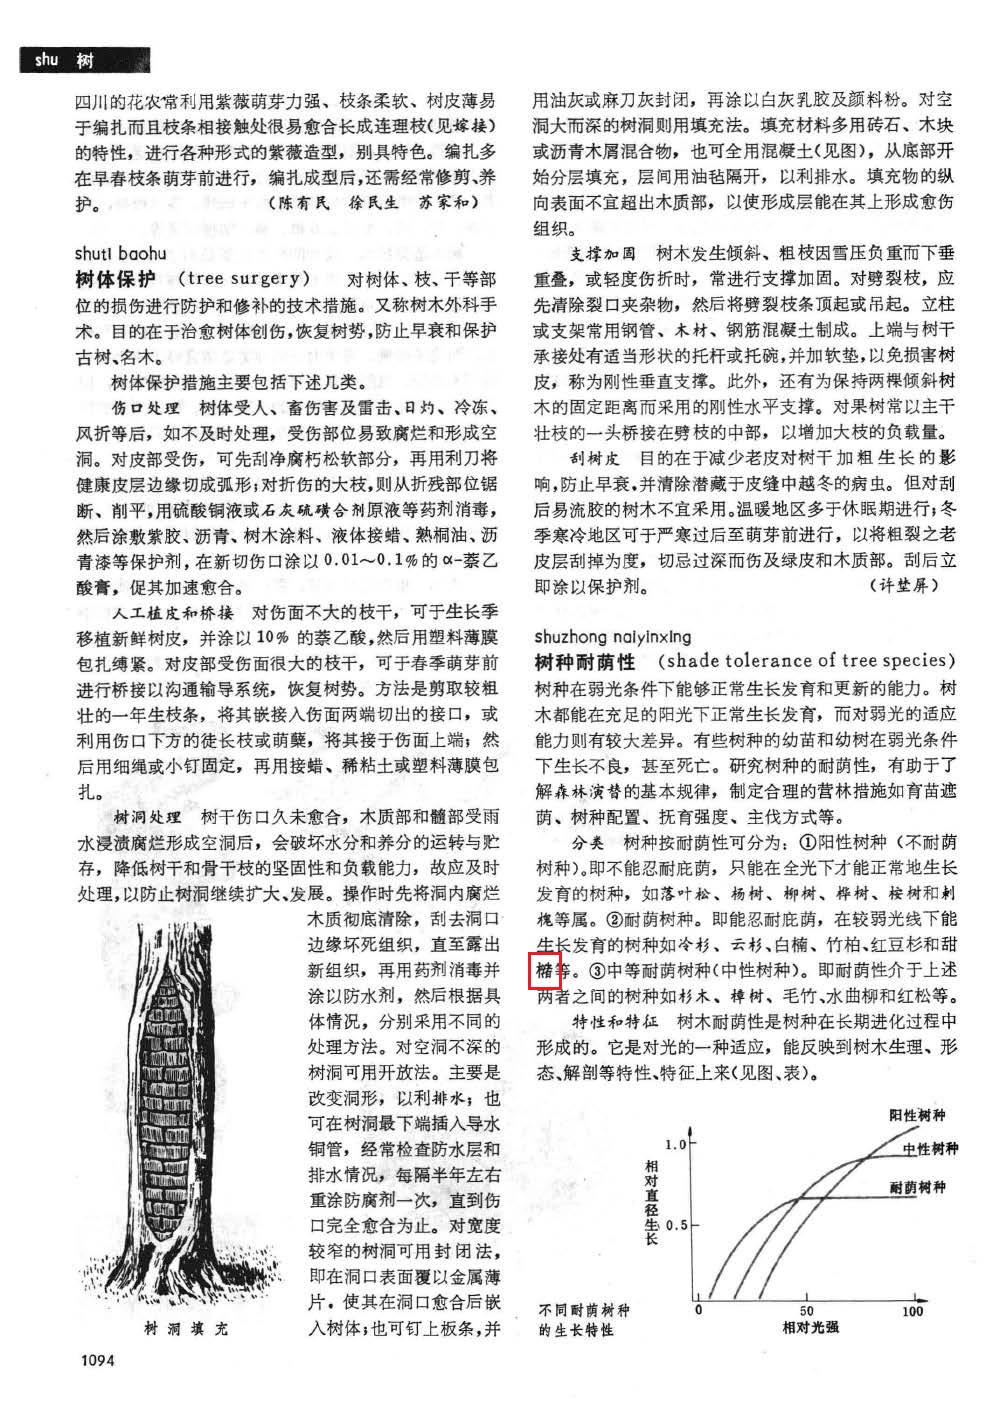 shu 树
四川的花农常利用紫薇萌芽力强、枝条柔软、树皮薄易
于编扎而且枝条相接触处很易愈合长成连理枝(见嫁接)
的特性，进行各种形式的紫薇造型，别具特色。编扎多
在早春枝条萌芽前进行，编扎成型后,还需经常修剪、养
护。 (陈有民 徐民生 苏家和)
shuti baohu
树体保护 (tree surgery) 对树体、枝、干等部
位的损伤进行防护和修补的技术措施。又称树木外科手
术。目的在于治愈树体创伤,恢复树势,防止早衰和保护
古树、名木。
树体保护措施主要包括下述几类。
伤口处理 树体受人、畜伤害及雷击、日灼、冷冻、
风折等后，如不及时处理，受伤部位易致腐烂和形成空
洞。对皮部受伤，可先刮净腐朽松软部分，再用利刀将
健康皮层边缘切成弧形;对折伤的大枝,则从折残部位锯
断、削平,用硫酸铜液或石灰硫磺合剂原液等药剂消毒，
然后涂敷紫胶、沥青、树木涂料、液体接蜡、熟桐油、沥
青漆等保护剂，在新切伤口涂以 0.01～0.1%的 α-萘乙
酸膏，促其加速愈合。
人工植皮和桥接 对伤面不大的枝干，可于生长季
移植新鲜树皮，并涂以 10% 的萘乙酸,然后用塑料薄膜
包扎缚紧。对皮部受伤面很大的枝干，可于春季萌芽前
进行桥接以沟通输导系统，恢复树势。方法是剪取较粗
壮的一年生枝条，将其嵌接入伤面两端切出的接口，或
利用伤口下方的徒长枝或萌蘖，将其接于伤面上端；然
后用细绳或小钉固定，再用接蜡、稀粘土或塑料薄膜包
扎。
树洞处理 树干伤口久未愈合，木质部和髓部受雨
水浸渍腐烂形成空洞后，会破坏水分和养分的运转与贮
存，降低树干和骨干枝的坚固性和负载能力，故应及时
处理,以防止树洞继续扩大、发展。操作时先将洞内腐烂
木质彻底清除，刮去洞口
边缘坏死组织，直至露出
新组织，再用药剂消毒并
涂以防水剂，然后根据具
体情况，分别采用不同的
处理方法。对空洞不深的
树洞可用开放法。主要是
改变洞形，以利排水；也
可在树洞最下端插入导水
铜管，经常检查防水层和
排水情况，每隔半年左右
重涂防腐剂一次，直到伤
口完全愈合为止。对宽度
较窄的树洞可用封闭法，
即在洞口表面覆以金属薄
片，使其在洞口愈合后嵌
入树体;也可钉上板条,并
树洞填充
用油灰或麻刀灰封闭，再涂以白灰乳胶及颜料粉。对空
洞大而深的树洞则用填充法。填充材料多用砖石、木块
或沥青木屑混合物，也可全用混凝土(见图)，从底部开
始分层填充，层间用油毡隔开，以利排水。填充物的纵
向表面不宜超出木质部，以使形成层能在其上形成愈伤
组织。
支撑加固 树木发生倾斜、粗枝因雪压负重而下垂
重叠，或轻度伤折时，常进行支撑加固。对劈裂枝，应
先清除裂口夹杂物，然后将劈裂枝条顶起或吊起。立柱
或支架常用钢管、木材、钢筋混凝土制成。上端与树干
承接处有适当形状的托杆或托碗,并加软垫,以免损害树
皮，称为刚性垂直支撑。此外，还有为保持两棵倾斜树
木的固定距离而采用的刚性水平支撑。对果树常以主干
壮枝的一头桥接在劈枝的中部，以增加大枝的负载量。
刮树皮 目的在于减少老皮对树干加粗生长的影
响,防止早衰,并清除潜藏于皮缝中越冬的病虫。但对刮
后易流胶的树木不宜采用。温暖地区多于休眠期进行;冬
季寒冷地区可于严寒过后至萌芽前进行，以将粗裂之老
皮层刮掉为度，切忌过深而伤及绿皮和木质部。刮后立
即涂以保护剂。 (许埜屏)
shuzhong naiyinxing
树种耐荫性 (shade tolerance of tree species)
树种在弱光条件下能够正常生长发育和更新的能力。树
木都能在充足的阳光下正常生长发育，而对弱光的适应
能力则有较大差异。有些树种的幼苗和幼树在弱光条件
下生长不良，甚至死亡。研究树种的耐荫性，有助于了
解森林演替的基本规律，制定合理的营林措施如育苗遮
荫、树种配置、抚育强度、主伐方式等。
分类 树种按耐荫性可分为：①阳性树种（不耐荫
树种）。即不能忍耐庇荫，只能在全光下才能正常地生长
发育的树种，如落叶松、杨树、柳树、桦树、桉树和刺
槐等属。②耐荫树种。即能忍耐庇荫，在较弱光线下能
生长发育的树种如冷杉、云杉、白楠、竹柏、红豆杉和甜
槠等。③中等耐荫树种(中性树种)。即耐荫性介于上述
两者之间的树种如杉木、樟树、毛竹、水曲柳和红松等。
特性和特征 树木耐荫性是树种在长期进化过程中
形成的。它是对光的一种适应，能反映到树木生理、形
态、解剖等特性、特征上来(见图、表)。
阳性树种
中性树种
耐荫树种
1.0
0.5
相对直径生长
0 50 100
相对光强
不同耐荫树种
的生长特性
1094